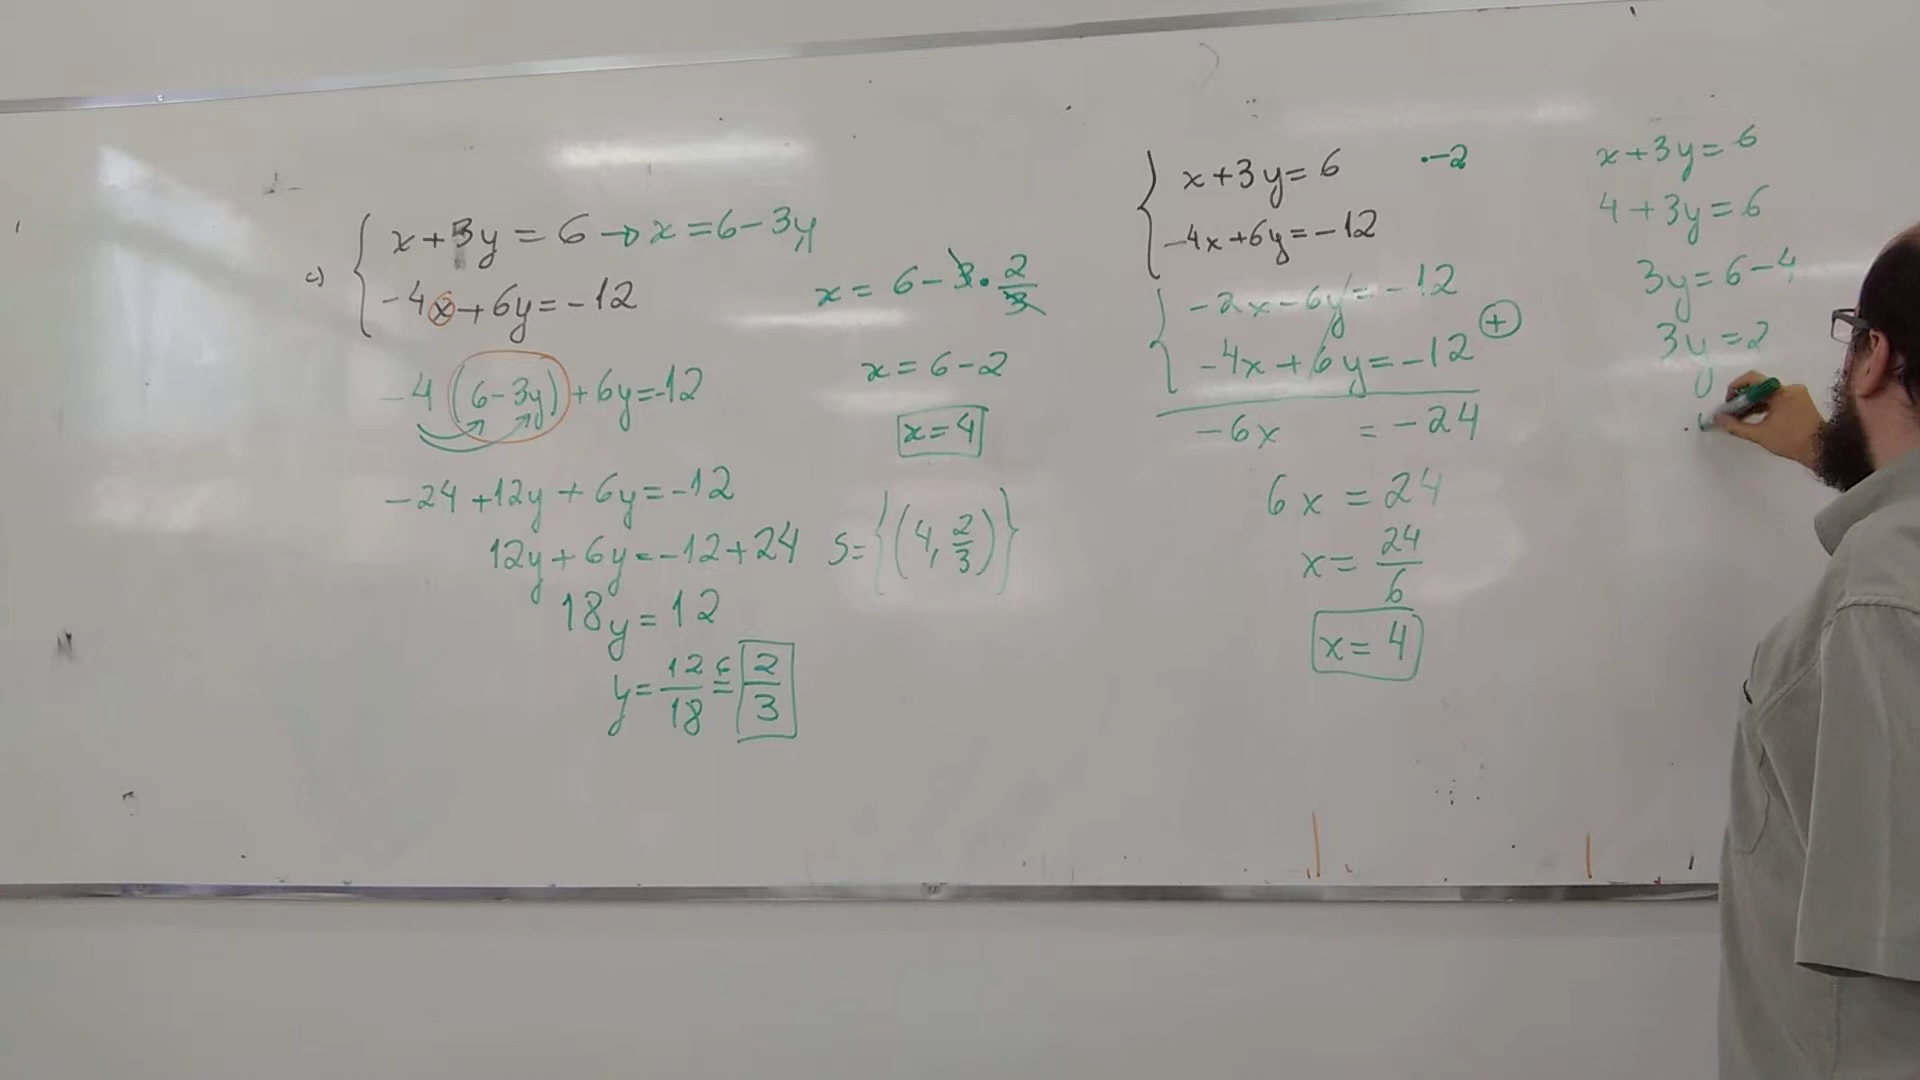 c) x+3y = 6 → x = 6-3y
-4x+6y = -12
-4(6-3y)+6y=-12
-24+12y+6y=-12
12y+6y=-12+24
18y=12
y=12/18=2/3
x = 6-3·2/3
x = 6-2
x=4
S={(4, 2/3)}
x+3y=6 ·-2
-4x+6y=-12
-2x-6y=-12
-4x+6y=-12 +
-6x = -24
6x = 24
x = 24/6
x= 4
x+3y=6
4+3y=6
3y=6-4
3y=2